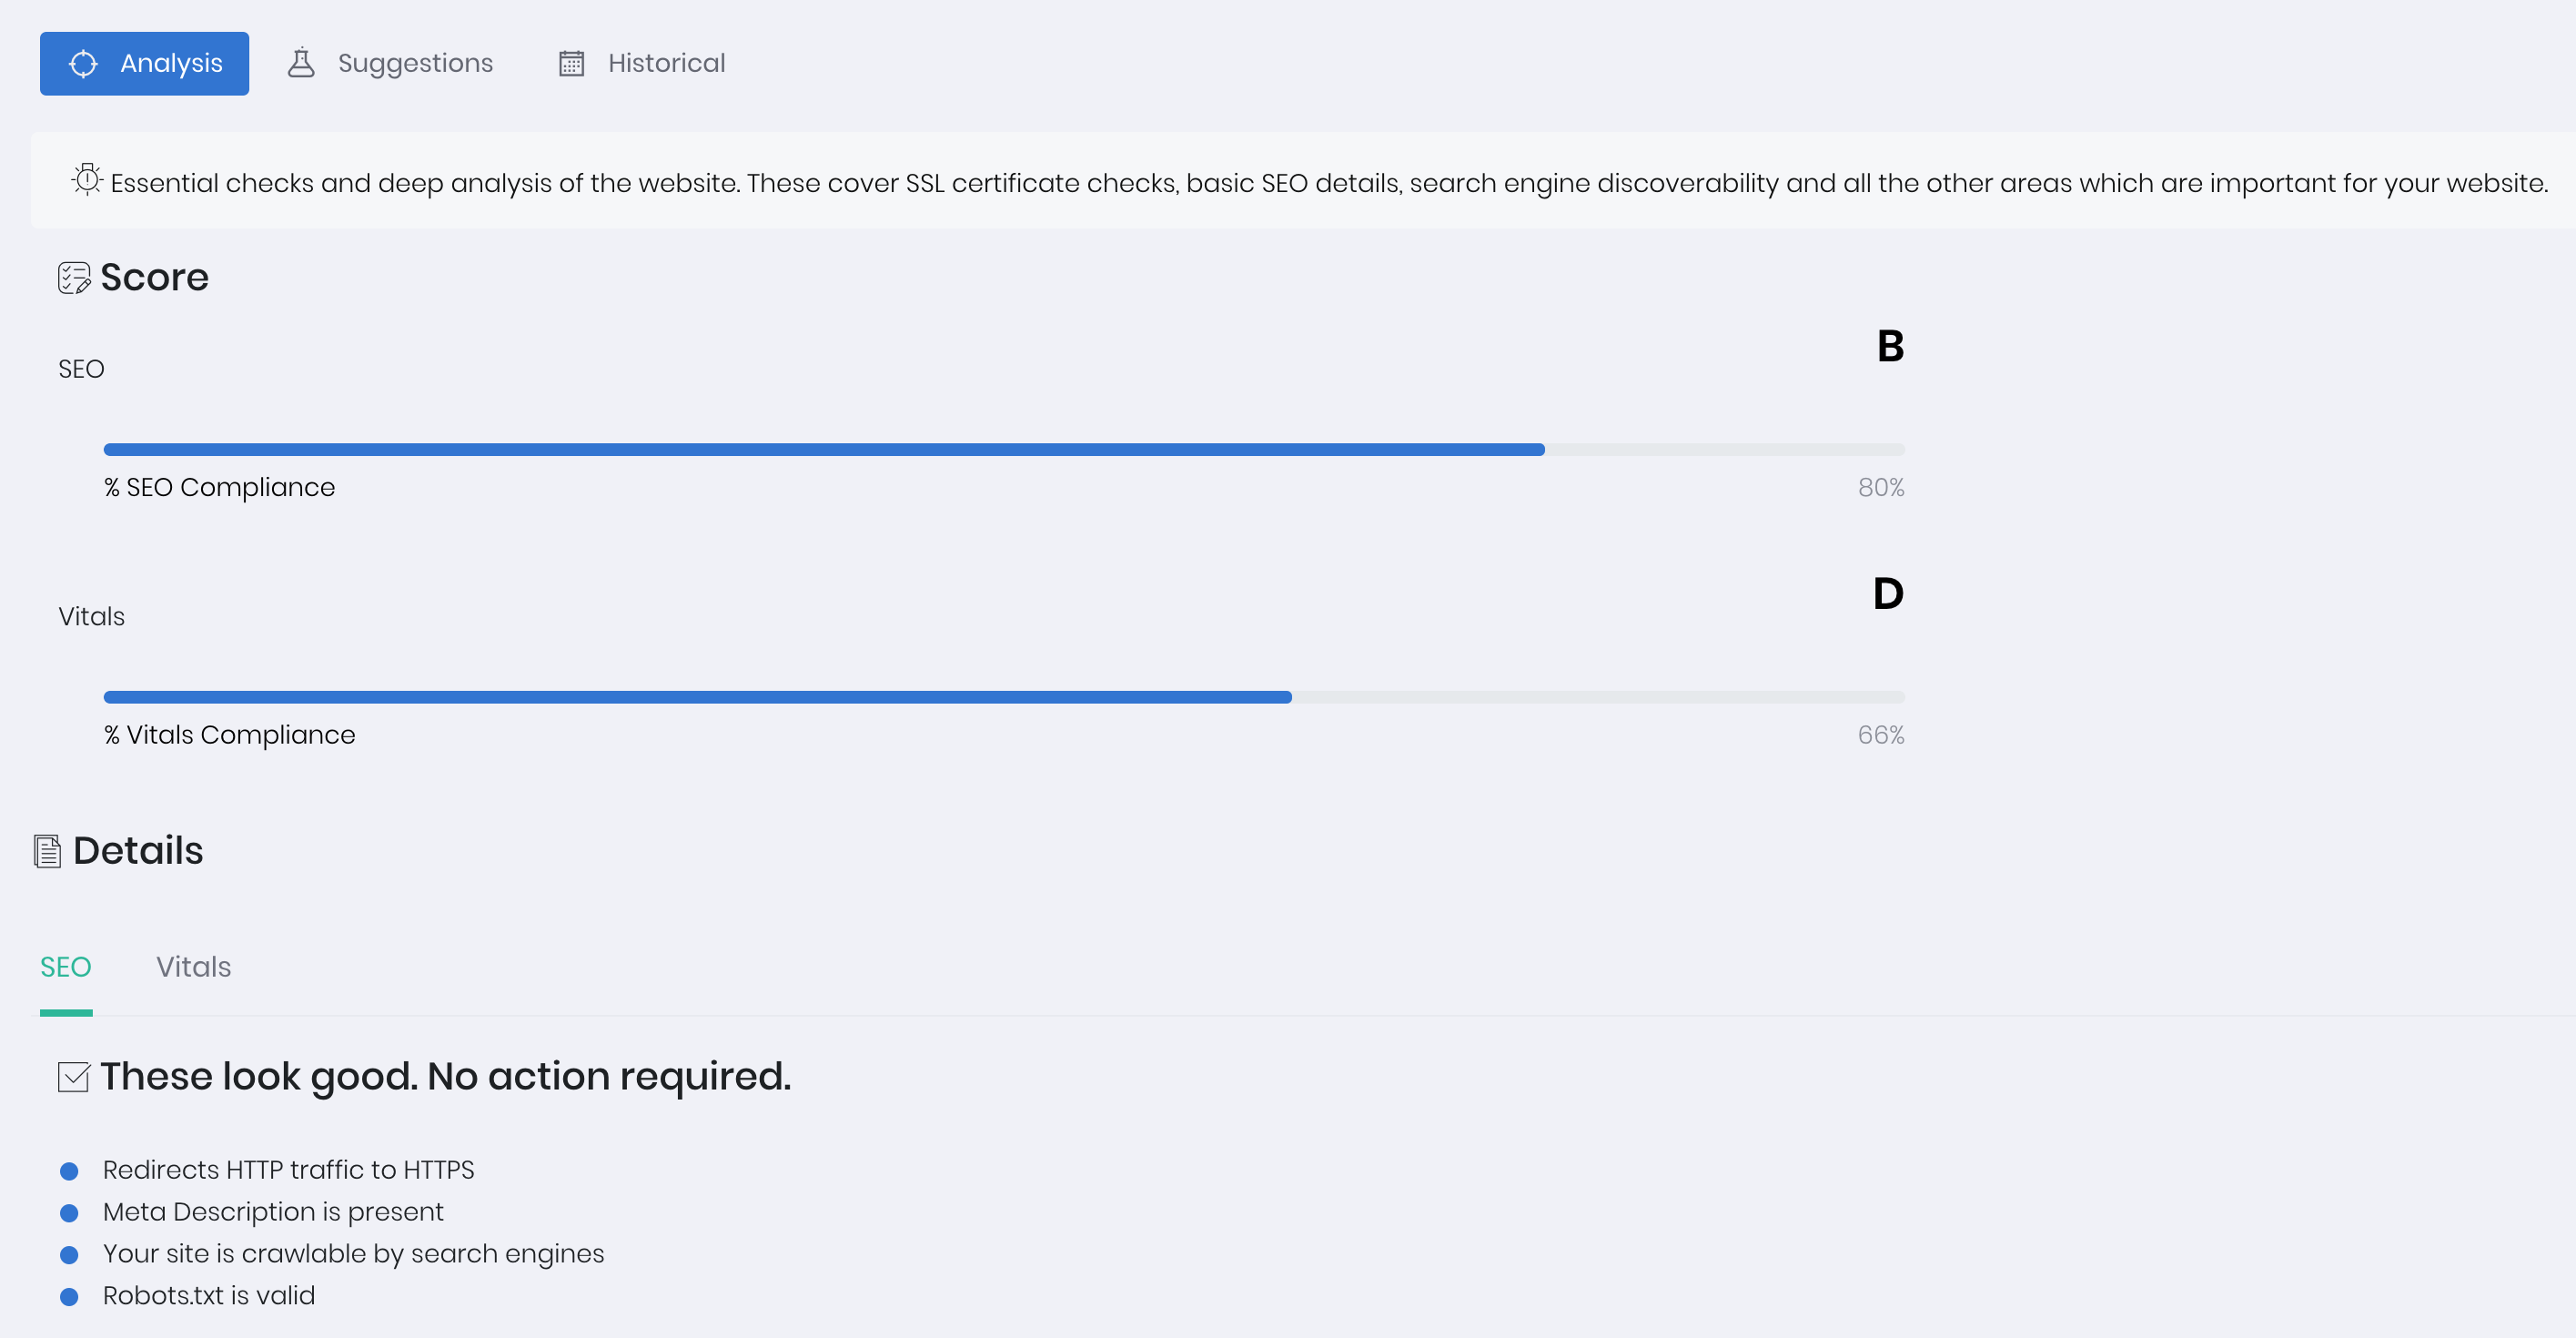 Analysis Suggestions Historical
Essential checks and deep analysis of the website. These cover SSL certificate checks, basic SEO details, search engine discoverability and all the other areas which are important for your website.
Score
B
SEO
% SEO Compliance 80%
D
Vitals
% Vitals Compliance 66%
Details
SEO Vitals
These look good. No action required.
Redirects HTTP traffic to HTTPS
Meta Description is present
Your site is crawlable by search engines
Robots.txt is valid